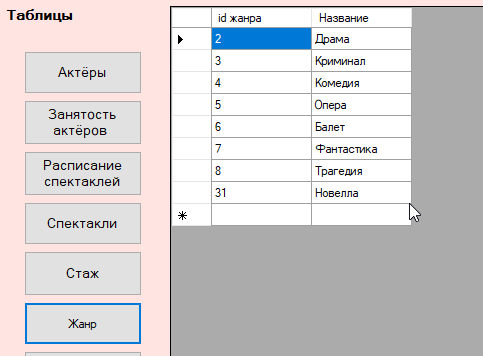 Таблицы
Актёры
Занятость
актёров
Расписание
спектаклей
Спектакли
Стаж
Жанр
id жанра Название
2 Драма
3 Криминал
4 Комедия
5 Опера
6 Балет
7 Фантастика
8 Трагедия
31 Новелла